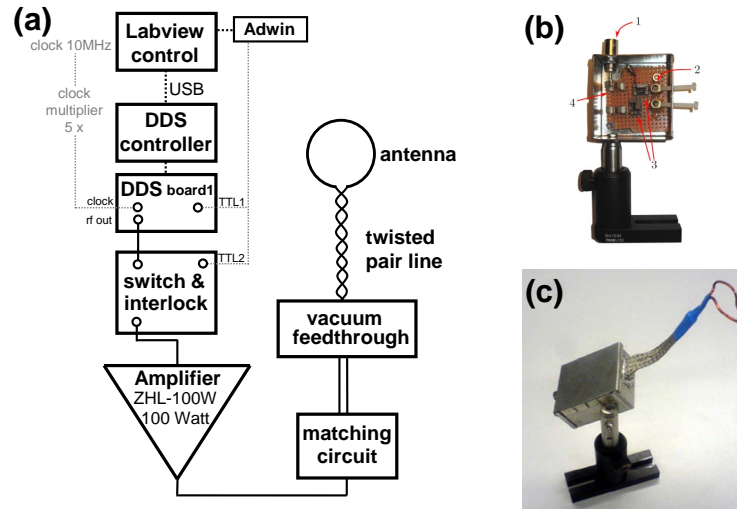 (a)
Labview
control
Adwin
clock 10MHz
clock
multiplier
5 x
USB
DDS
controller
DDS board1
clock
TTL1
rf out
TTL2
switch &
interlock
Amplifier
ZHL-100W
100 Watt
antenna
twisted
pair line
vacuum
feedthrough
matching
circuit
(b)
1
2
3
4
(c)